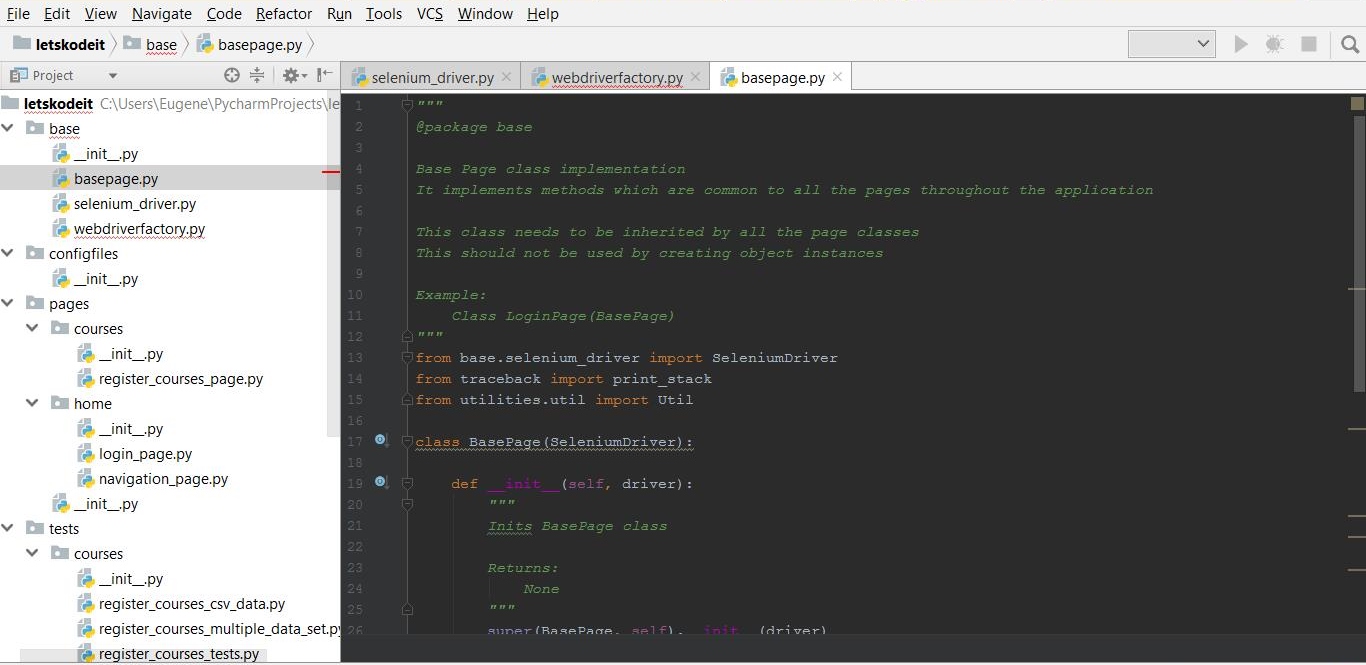 File Edit View Navigate Code Refactor Run Tools VCS Window Help
letskodeit base basepage.py
Project
selenium_driver.py webdriverfactory.py basepage.py
letskodeit C:\Users\Eugene\PycharmProjects\le
base
__init__.py
basepage.py
selenium_driver.py
webdriverfactory.py
configfiles
__init__.py
pages
courses
__init__.py
register_courses_page.py
home
__init__.py
login_page.py
navigation_page.py
__init__.py
tests
courses
__init__.py
register_courses_csv_data.py
register_courses_multiple_data_set.py
register_courses_tests.py
1 """
2 @package base
3
4 Base Page class implementation
5 It implements methods which are common to all the pages throughout the application
6
7 This class needs to be inherited by all the page classes
8 This should not be used by creating object instances
9
10 Example:
11     Class LoginPage(BasePage)
12 """
13 from base.selenium_driver import SeleniumDriver
14 from traceback import print_stack
15 from utilities.util import Util
16
17 class BasePage(SeleniumDriver):
18
19     def __init__(self, driver):
20         """
21         Inits BasePage class
22
23         Returns:
24             None
25         """
26         super(BasePage, self).__init__(driver)